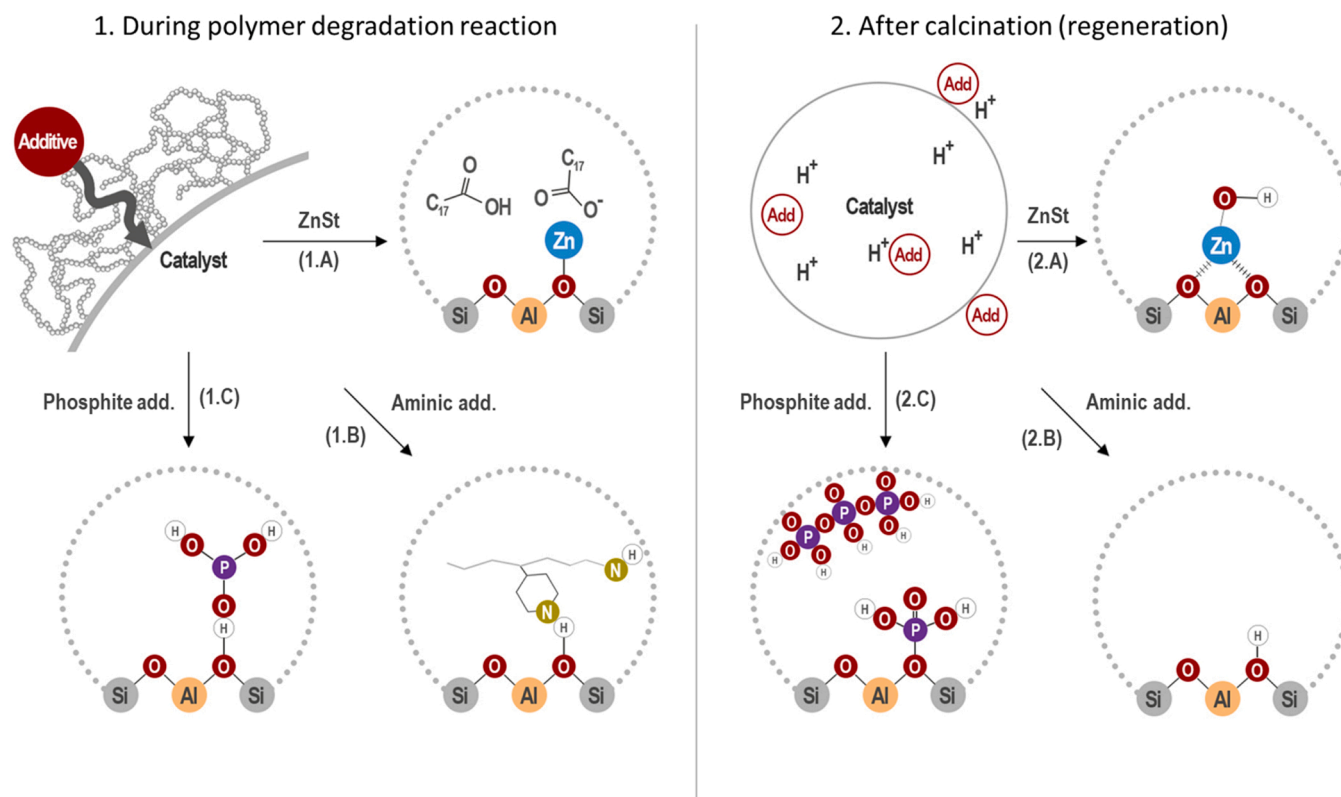 1. During polymer degradation reaction
2. After calcination (regeneration)
Additive
Catalyst
ZnSt
(1.A)
C17
O
OH
C17
O
O-
Zn
O
O
Si
Al
Si
Add
H+
H+
H+
Add
Catalyst
H+
Add
H+
H+
Add
ZnSt
(2.A)
O
H
Zn
O
O
Si
Al
Si
Phosphite add.
(1.C)
Aminic add.
(1.B)
Phosphite add.
(2.C)
Aminic add.
(2.B)
H
H
O
O
P
O
H
O
O
Si
Al
Si
H
N
N
H
O
O
Si
Al
Si
O
O
P
O
H
O
P
O
O
O
P
O
O
H
O
H
O
H
H
H
O
H
O
O
P
O
O
Si
Al
Si
H
O
O
Si
Al
Si